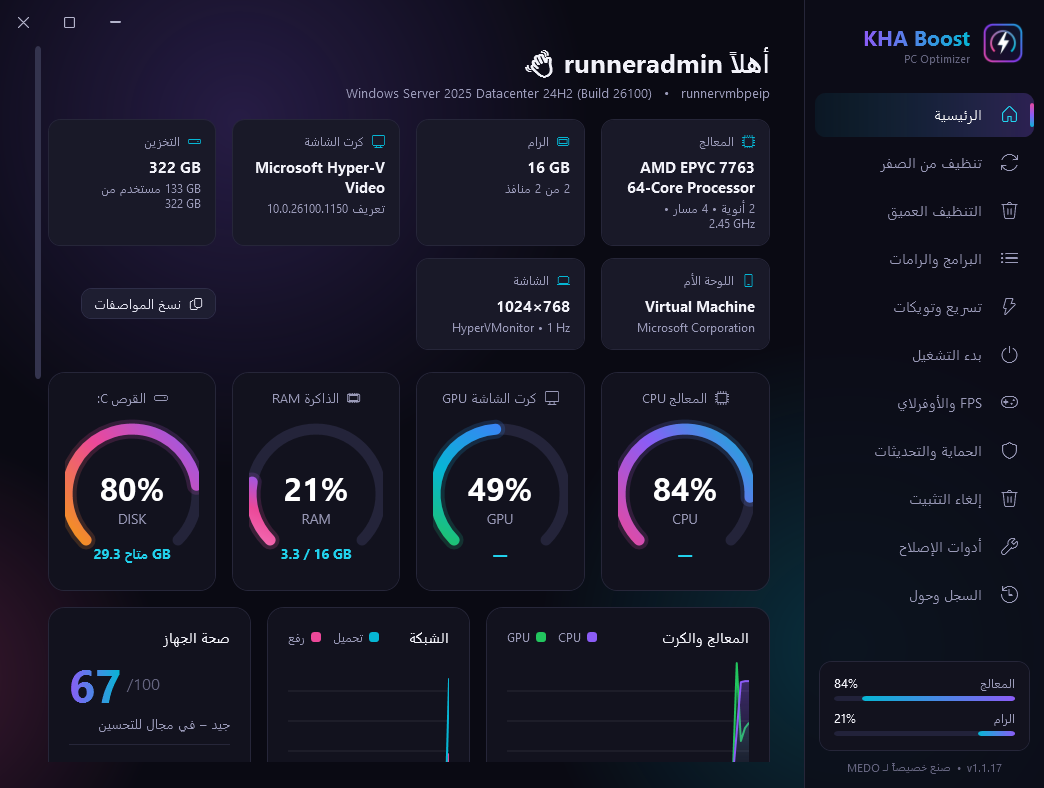 KHA Boost
PC Optimizer
الرئيسية
تنظيف من الصفر
التنظيف العميق
البرامج والرامات
تسريع وتويكات
بدء التشغيل
FPS والأوفرلاي
الحماية والتحديثات
إلغاء التثبيت
أدوات الإصلاح
السجل وحول
المعالج 84%
الرام 21%
v1.1.17 • صنع خصيصاً لـ MEDO
أهلاً runneradmin 👋
runnervmbpeip • Windows Server 2025 Datacenter 24H2 (Build 26100)
المعالج
AMD EPYC 7763
64-Core Processor
2 أنوية • 4 مسار •
2.45 GHz
الرام
16 GB
2 من 2 منافذ
كرت الشاشة
Microsoft Hyper-V
Video
تعريف 10.0.26100.1150
التخزين
322 GB
133 GB مستخدم من
322 GB
اللوحة الأم
Virtual Machine
Microsoft Corporation
الشاشة
1024×768
HyperVMonitor • 1 Hz
نسخ المواصفات
المعالج CPU
84%
CPU
—
كرت الشاشة GPU
49%
GPU
—
الذاكرة RAM
21%
RAM
3.3 / 16 GB
القرص C:
80%
DISK
29.3 متاح GB
المعالج والكرت
CPU
GPU
الشبكة
تحميل
رفع
صحة الجهاز
67 /100
جيد – في مجال للتحسين